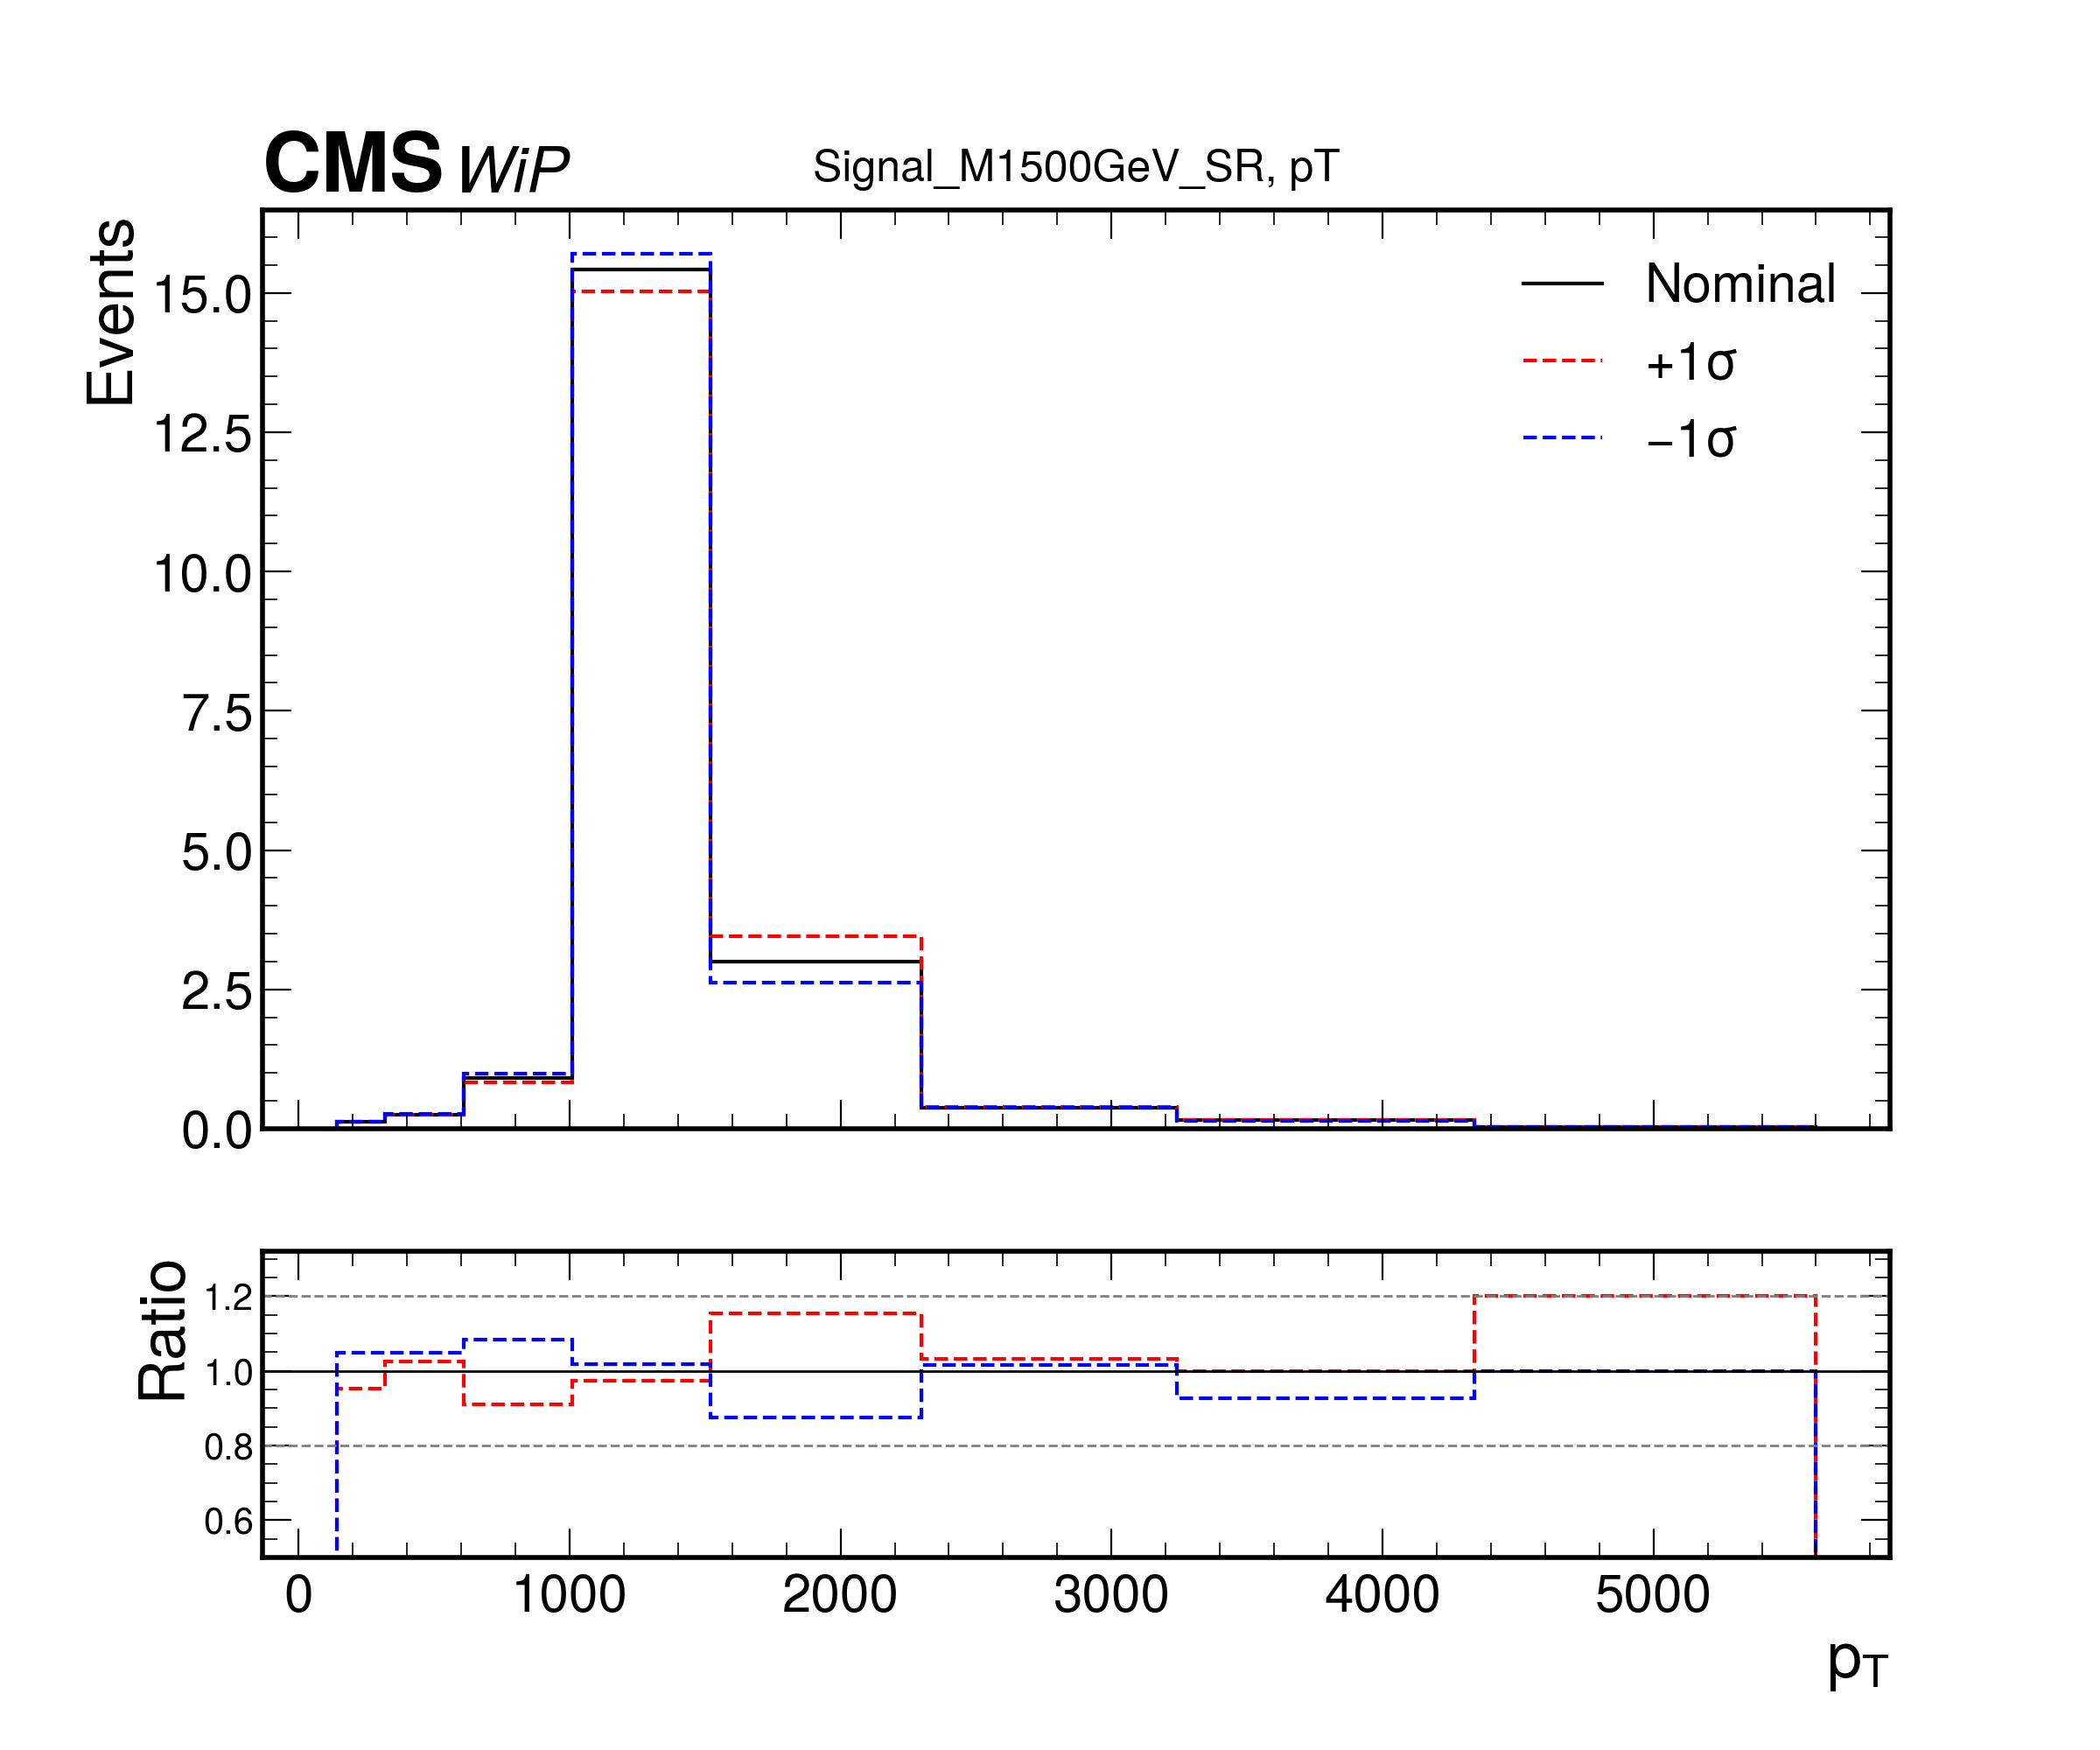 CMS WiP
Signal_M1500GeV_SR, pT
Events
15.0
12.5
10.0
7.5
5.0
2.5
0.0
Nominal
+1σ
−1σ
Ratio
1.2
1.0
0.8
0.6
0 1000 2000 3000 4000 5000
pT